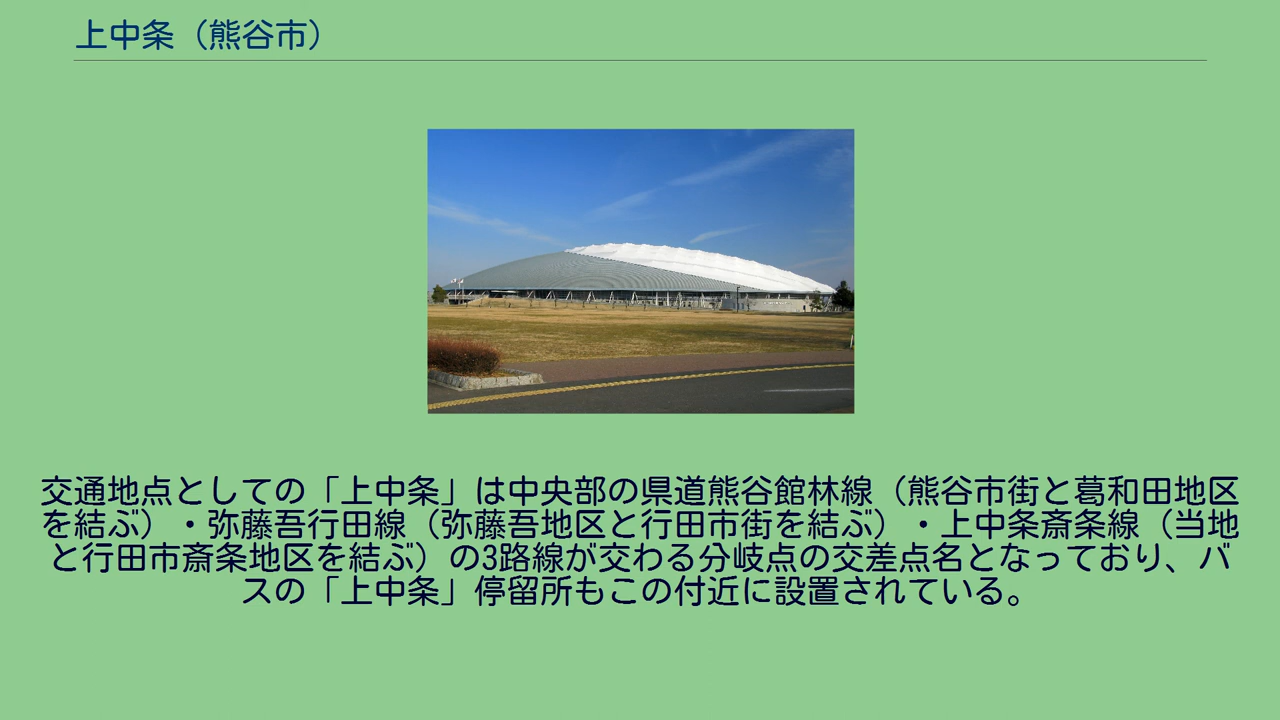 上中条（熊谷市）
交通地点としての「上中条」は中央部の県道熊谷館林線（熊谷市街と葛和田地区
を結ぶ）・弥藤吾行田線（弥藤吾地区と行田市街を結ぶ）・上中条斎条線（当地
と行田市斎条地区を結ぶ）の3路線が交わる分岐点の交差点名となっており、バ
スの「上中条」停留所もこの付近に設置されている。